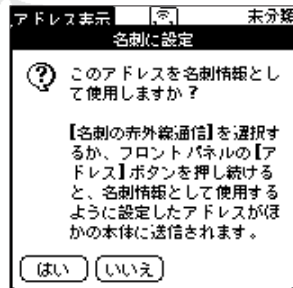 アドレス表示 未分類
名刺に設定
このアドレスを名刺情報とし
て使用しますか？
【名刺の赤外線通信】を選択す
るか、フロントパネルの【ア
ドレス】ボタンを押し続ける
と、名刺情報として使用する
ように設定したアドレスがほ
かの本体に送信されます。
はい いいえ